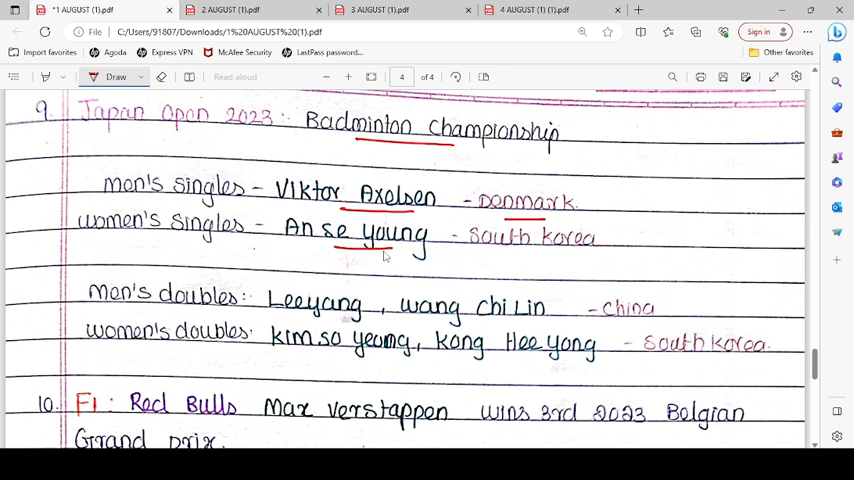 *1 AUGUST (1).pdf
2 AUGUST (1).pdf
3 AUGUST (1).pdf
4 AUGUST (1).pdf
File C:/Users/91807/Downloads/1%20AUGUST%20(1).pdf
Sign in
Import favorites Agoda Express VPN McAfee Security LastPass password... Other favorites
Draw Read aloud 4 of 4
9. Japan Open 2023:- Badminton Championship
men's singles - Viktor Axelsen - Denmark.
women's singles - An se young - South korea
men's doubles:- Leeyang, wang chi Lin - China
women's doubles: kim.so yeong, kong Hee yong - South korea.
10. F1: Red Bulls Max verstappen wins 3rd 2023 Belgian
Grand prix.